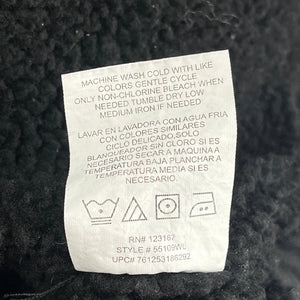 MACHINE WASH COLD WITH LIKE
COLORS GENTLE CYCLE
ONLY NON-CHLORINE BLEACH WHEN
NEEDED TUMBLE DRY LOW
MEDIUM IRON IF NEEDED
LAVAR EN LAVADORA CON AGUA FRIA
CON COLORES SIMILARES
CICLO DELICADO,SOLO
BLANQUEADOR SIN CLORO SI ES
NECESARIO SECAR A MAQUINA A
TEMPERATURA BAJA PLANCHAR A
TEMPERATURA MEDIA SI ES
NECESARIO.
RN# 123167
STYLE # 55109WL
UPC# 761253186292